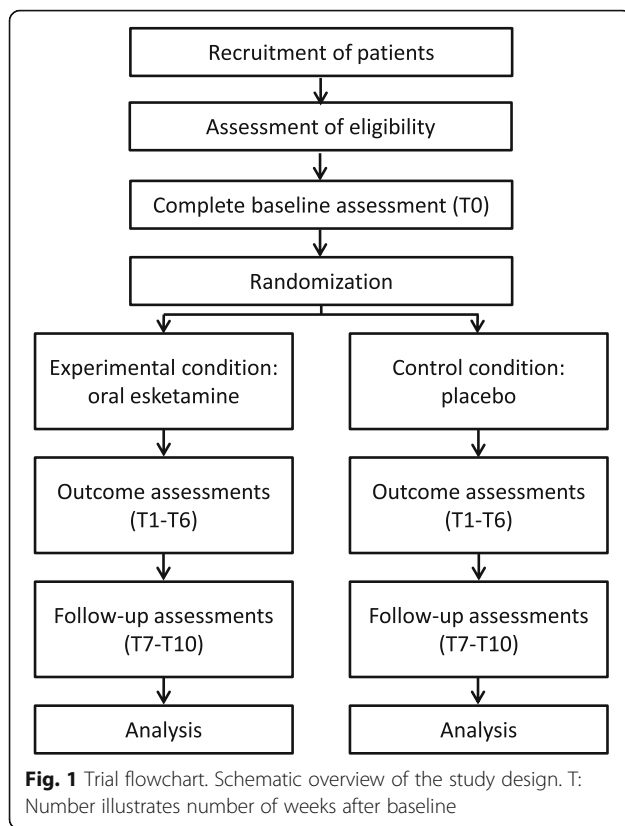 Recruitment of patients
Assessment of eligibility
Complete baseline assessment (T0)
Randomization
Experimental condition:
oral esketamine
Control condition:
placebo
Outcome assessments
(T1-T6)
Outcome assessments
(T1-T6)
Follow-up assessments
(T7-T10)
Follow-up assessments
(T7-T10)
Analysis
Analysis
Fig. 1 Trial flowchart. Schematic overview of the study design. T:
Number illustrates number of weeks after baseline